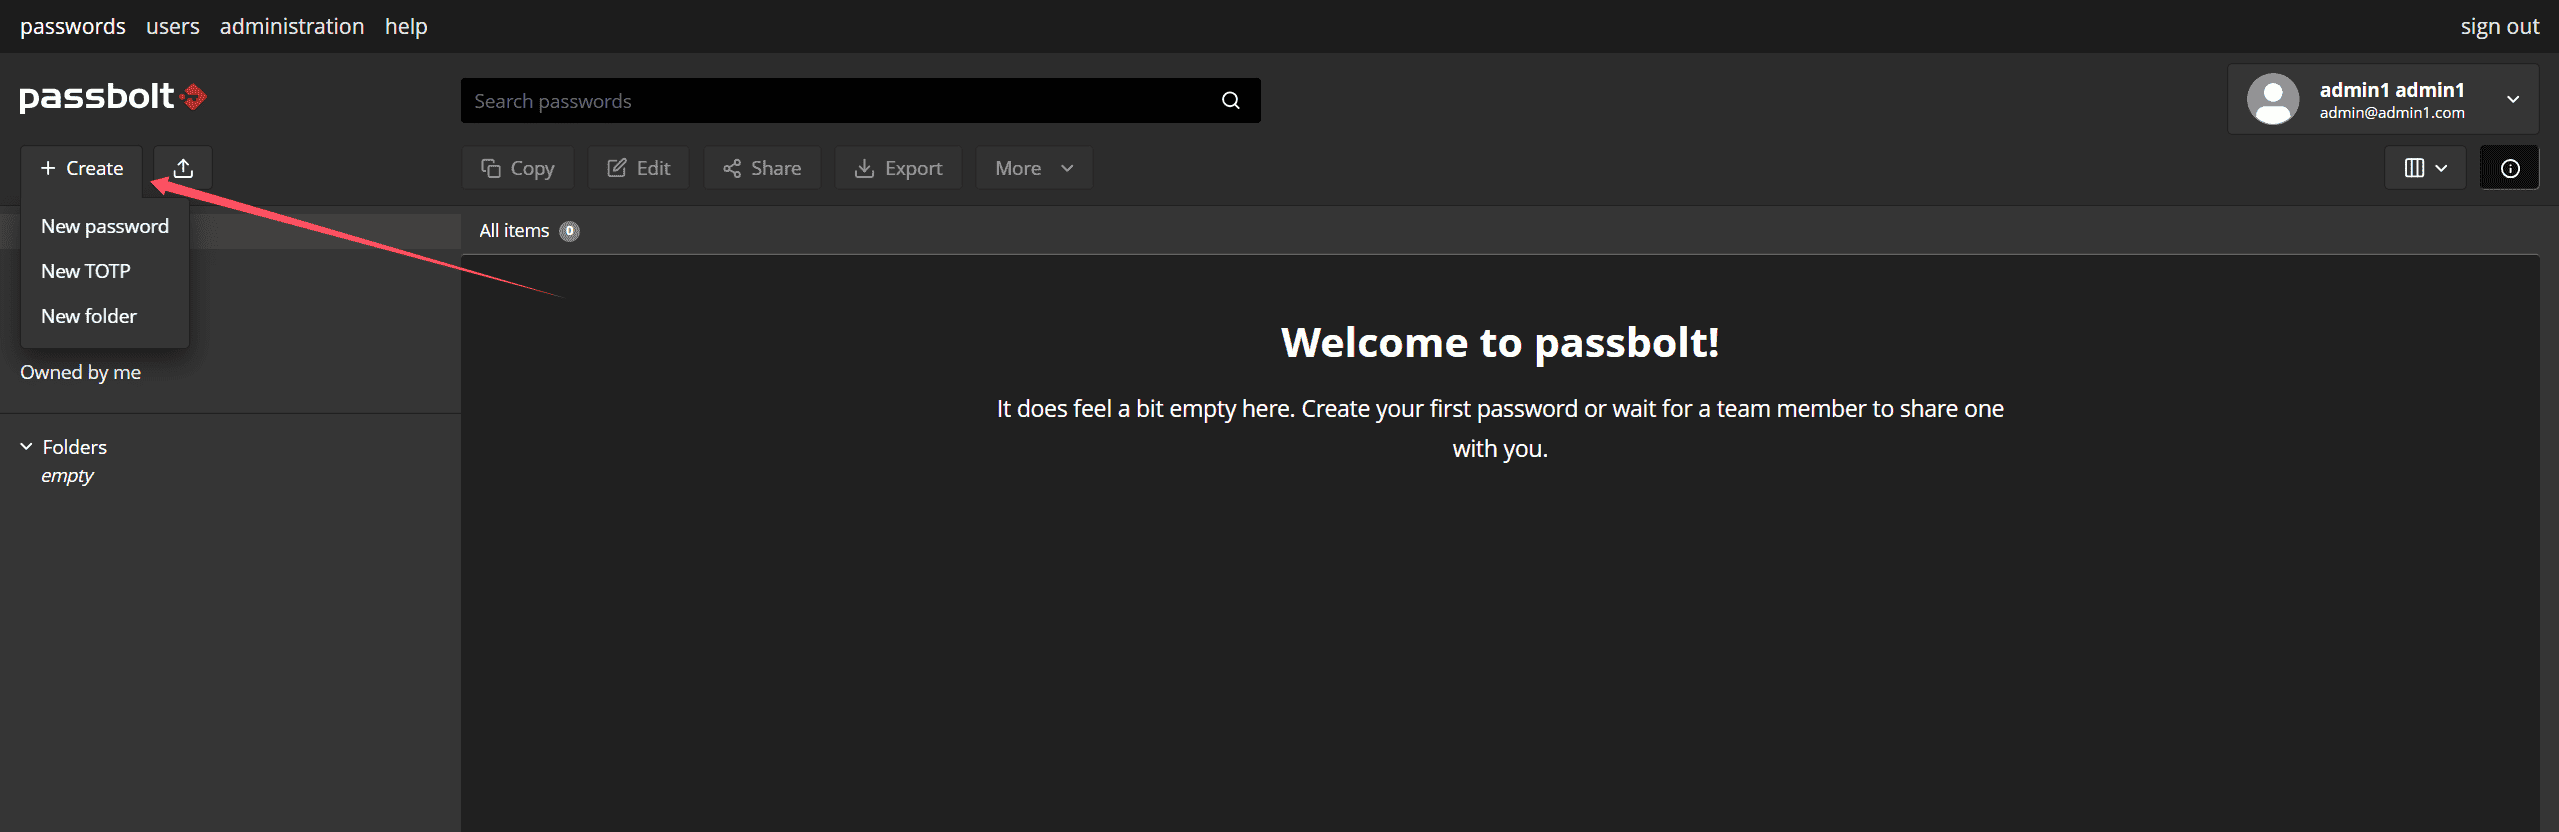 passwords users administration help sign out
passbolt
Search passwords
admin1 admin1
admin@admin1.com
Create
Copy Edit Share Export More
New password
New TOTP
New folder
Owned by me
Folders
empty
All items 0
Welcome to passbolt!
It does feel a bit empty here. Create your first password or wait for a team member to share one
with you.